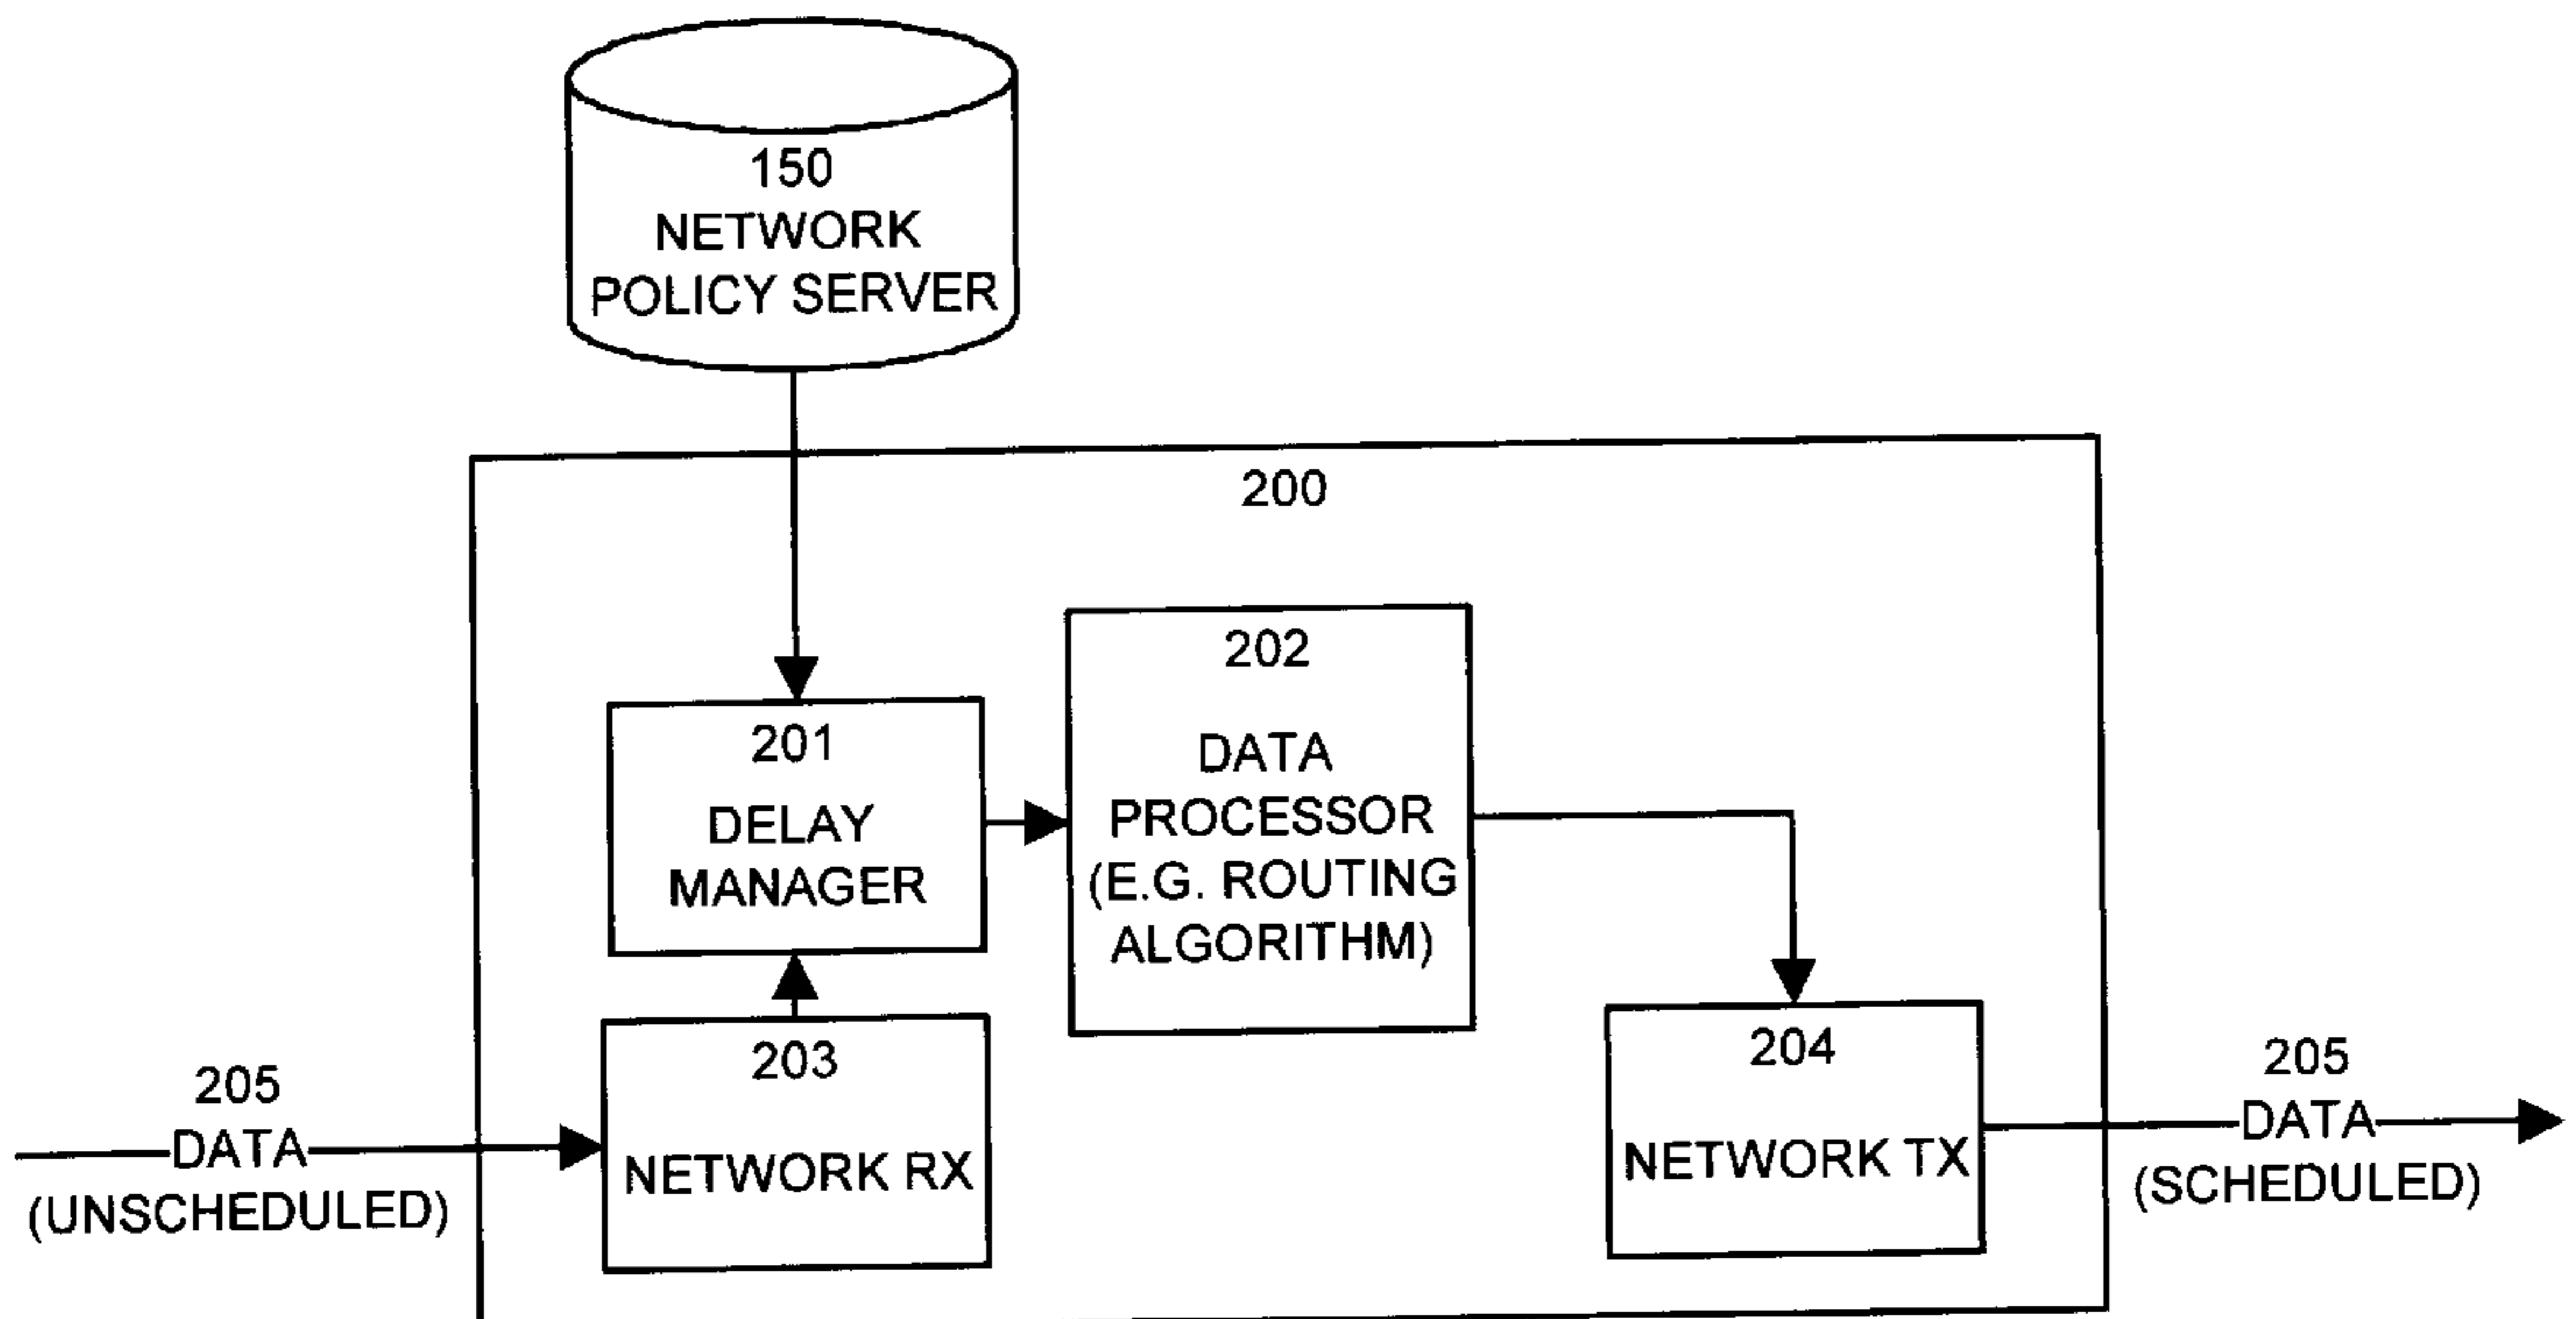 150
NETWORK
POLICY SERVER
200
201
DELAY
MANAGER
202
DATA
PROCESSOR
(E.G. ROUTING
ALGORITHM)
203
NETWORK RX
204
NETWORK TX
205
DATA
(UNSCHEDULED)
205
DATA
(SCHEDULED)